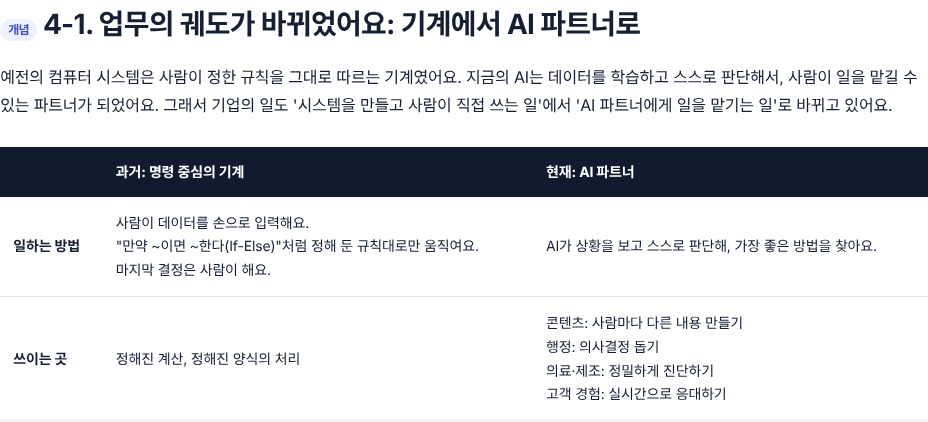 개념 4-1. 업무의 궤도가 바뀌었어요: 기계에서 AI 파트너로
예전의 컴퓨터 시스템은 사람이 정한 규칙을 그대로 따르는 기계였어요. 지금의 AI는 데이터를 학습하고 스스로 판단해서, 사람이 일을 맡길 수
있는 파트너가 되었어요. 그래서 기업의 일도 '시스템을 만들고 사람이 직접 쓰는 일'에서 'AI 파트너에게 일을 맡기는 일'로 바뀌고 있어요.
과거: 명령 중심의 기계 현재: AI 파트너
사람이 데이터를 손으로 입력해요.
일하는 방법 "만약 ~이면 ~한다(If-Else)"처럼 정해 둔 규칙대로만 움직여요. AI가 상황을 보고 스스로 판단해, 가장 좋은 방법을 찾아요.
마지막 결정은 사람이 해요.
콘텐츠: 사람마다 다른 내용 만들기
행정: 의사결정 돕기
쓰이는 곳 정해진 계산, 정해진 양식의 처리
의료·제조: 정밀하게 진단하기
고객 경험: 실시간으로 응대하기